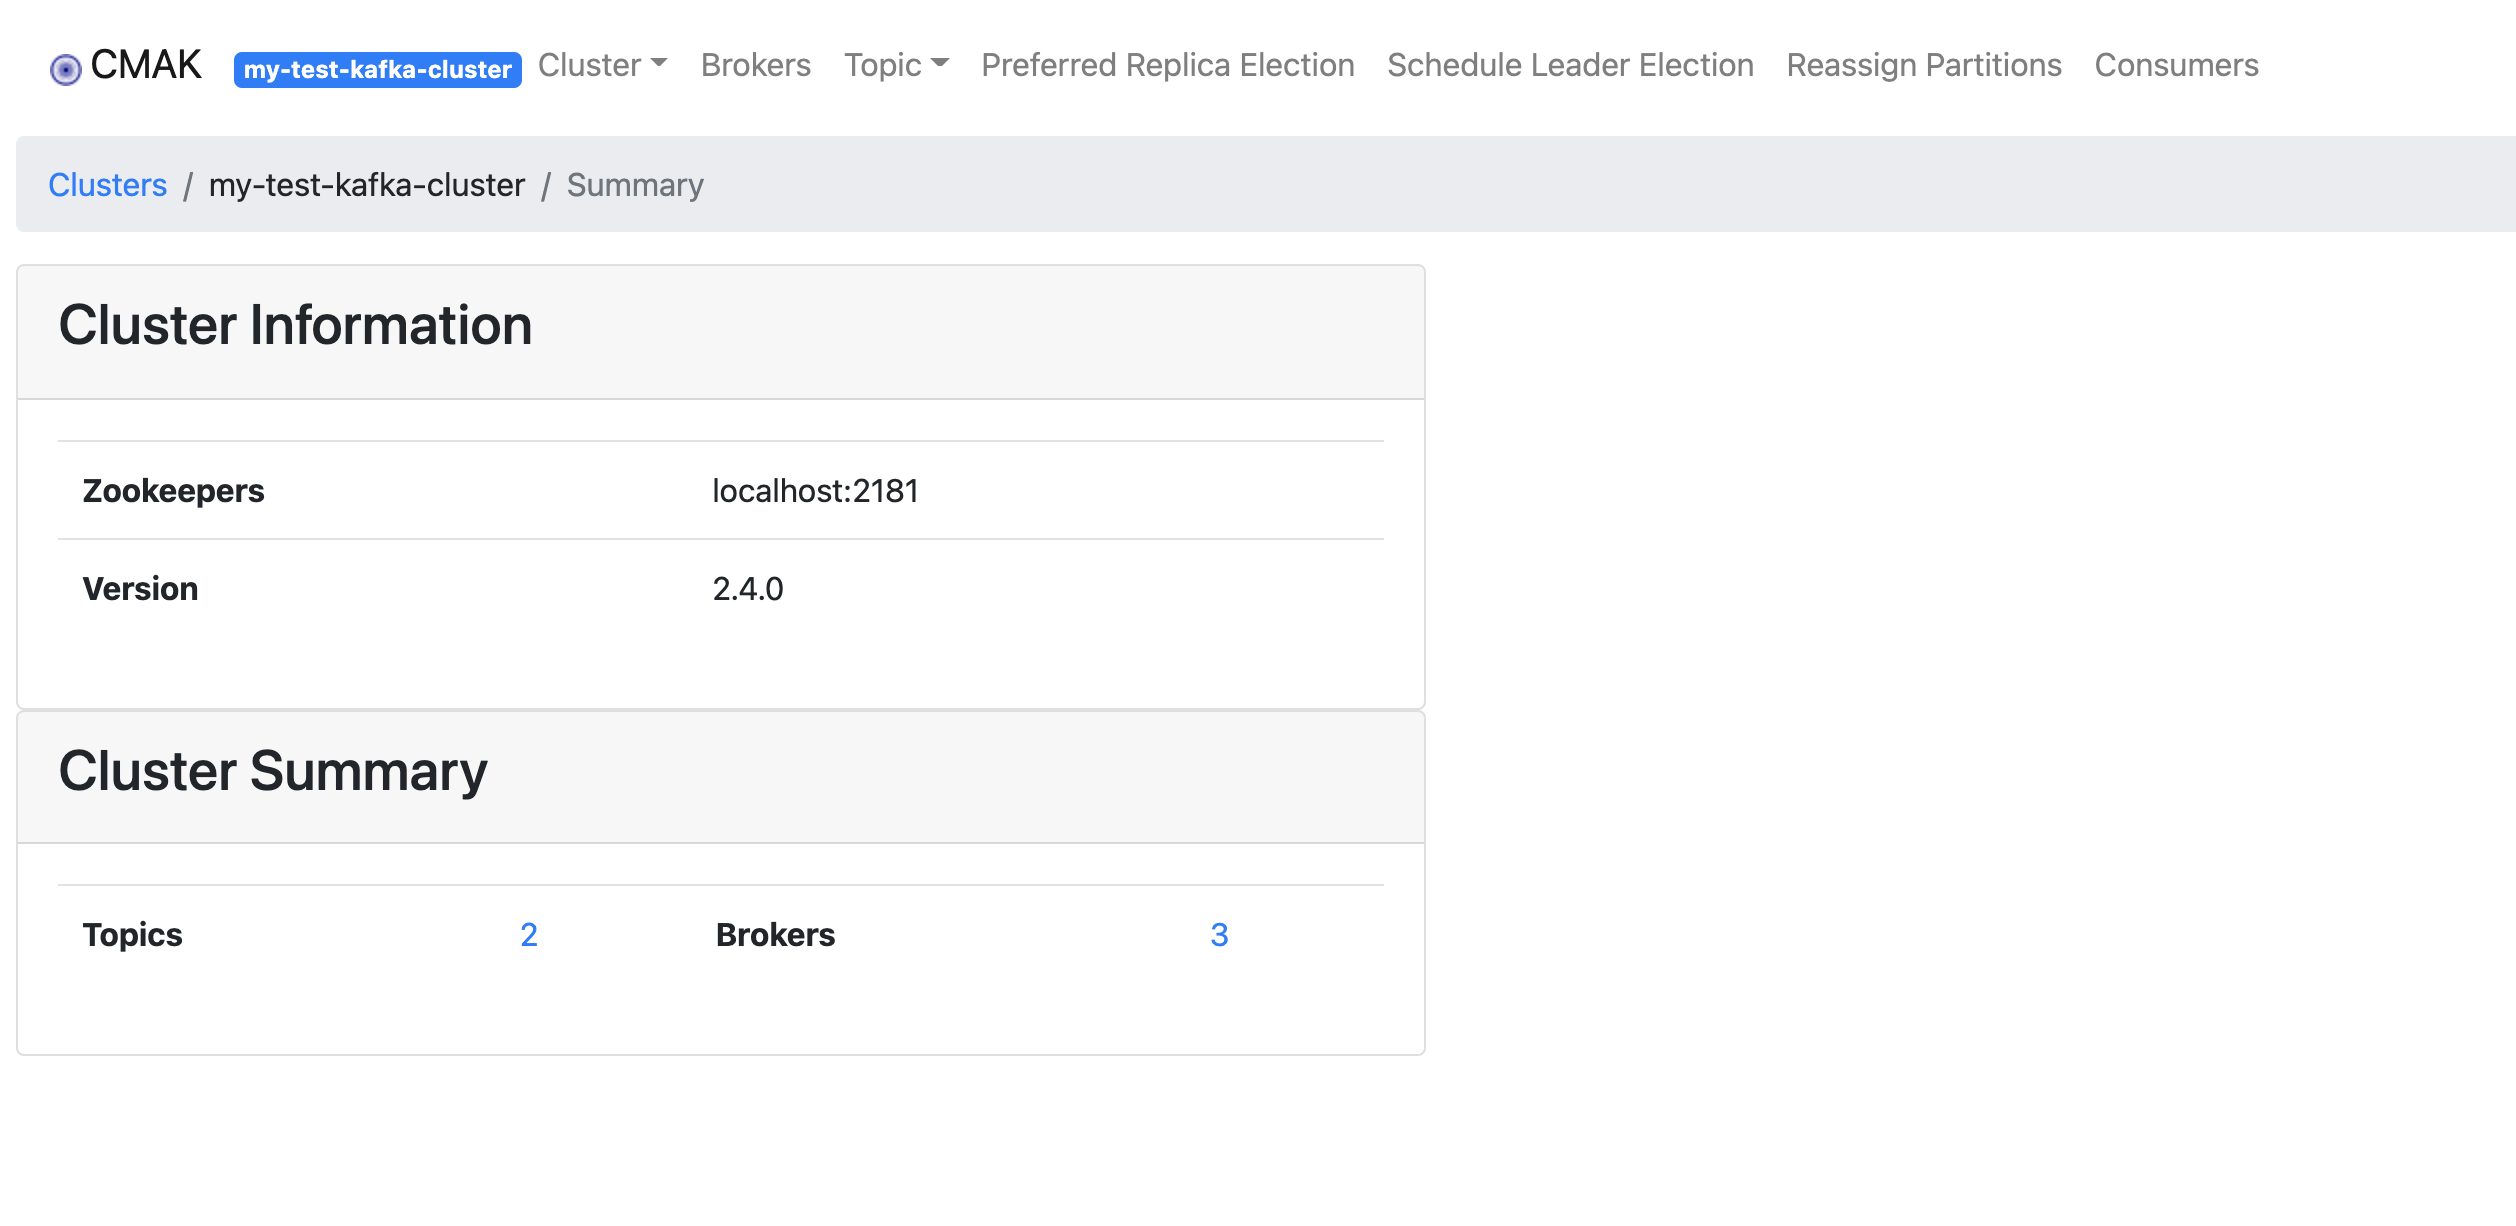 CMAK my-test-kafka-cluster Cluster Brokers Topic Preferred Replica Election Schedule Leader Election Reassign Partitions Consumers
Clusters / my-test-kafka-cluster / Summary
Cluster Information
Zookeepers localhost:2181
Version 2.4.0
Cluster Summary
Topics 2 Brokers 3